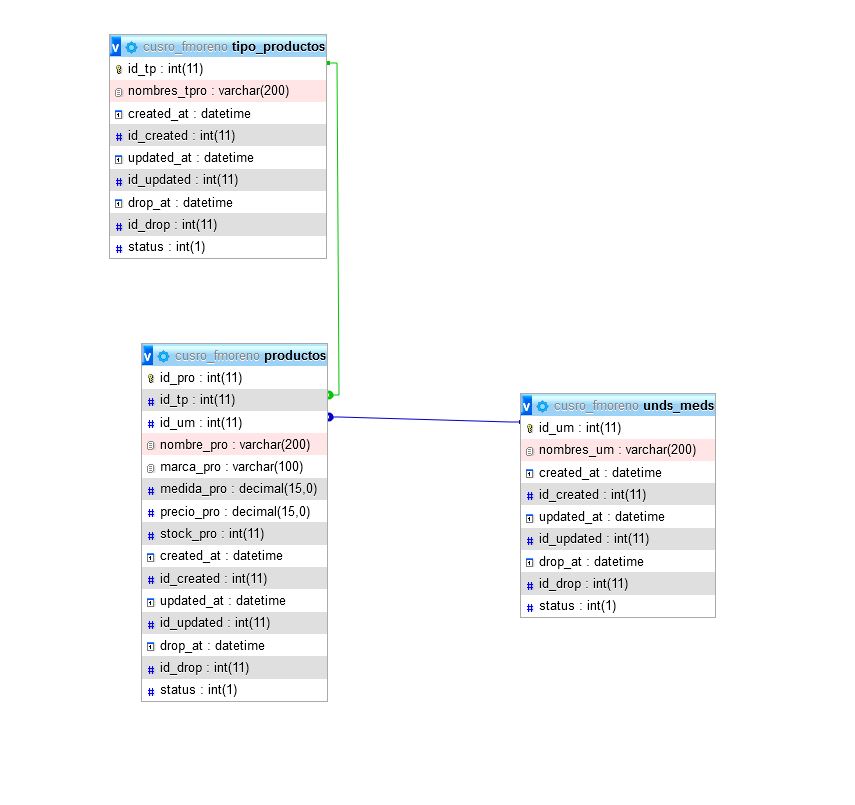 v cusro_fmoreno tipo_productos
id_tp : int(11)
nombres_tpro : varchar(200)
created_at : datetime
# id_created : int(11)
updated_at : datetime
# id_updated : int(11)
drop_at : datetime
# id_drop : int(11)
# status : int(1)
v cusro_fmoreno productos
id_pro : int(11)
# id_tp : int(11)
# id_um : int(11)
nombre_pro : varchar(200)
marca_pro : varchar(100)
# medida_pro : decimal(15,0)
# precio_pro : decimal(15,0)
# stock_pro : int(11)
created_at : datetime
# id_created : int(11)
updated_at : datetime
# id_updated : int(11)
drop_at : datetime
# id_drop : int(11)
# status : int(1)
v cusro_fmoreno unds_meds
id_um : int(11)
nombres_um : varchar(200)
created_at : datetime
# id_created : int(11)
updated_at : datetime
# id_updated : int(11)
drop_at : datetime
# id_drop : int(11)
# status : int(1)